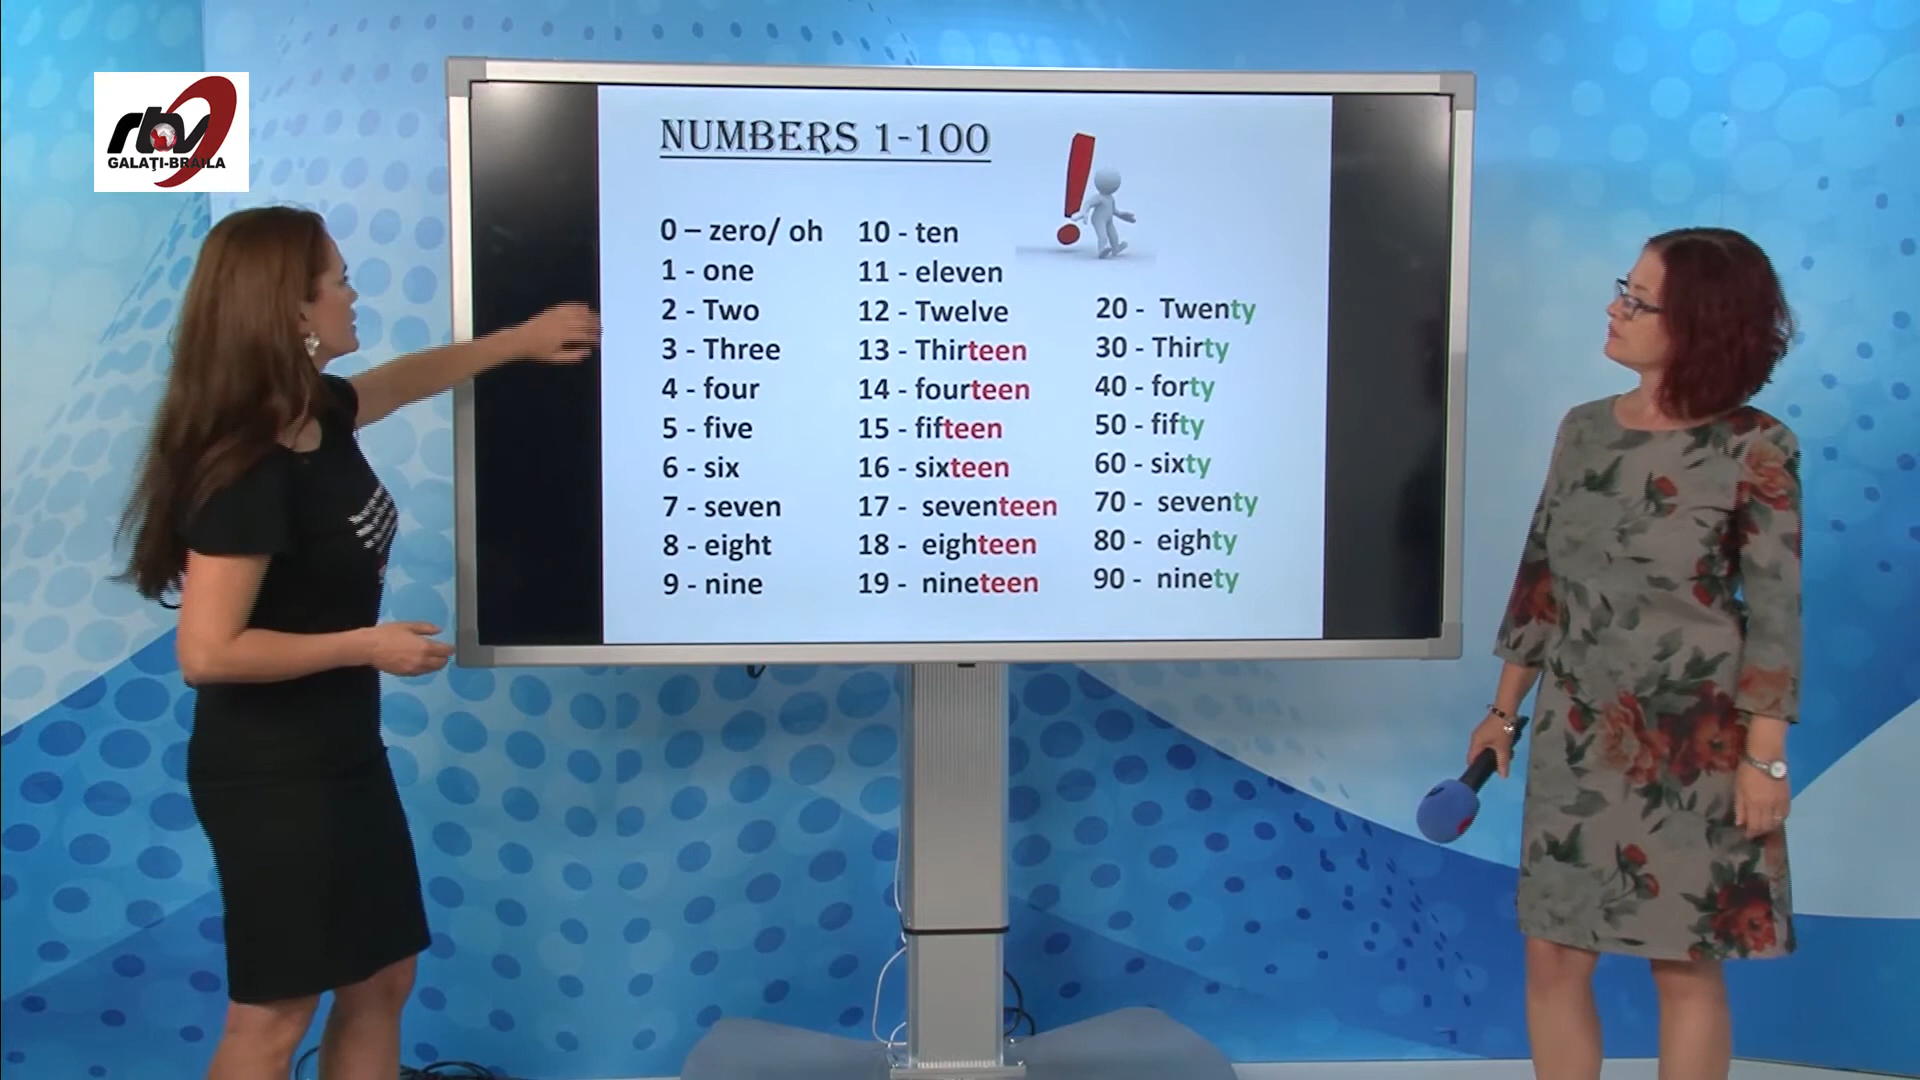 rtv
GALAŢI-BRĂILA
NUMBERS 1-100
0 – zero/ oh
1 - one
2 - Two
3 - Three
4 - four
5 - five
6 - six
7 - seven
8 - eight
9 - nine
10 - ten
11 - eleven
12 - Twelve
13 - Thirteen
14 - fourteen
15 - fifteen
16 - sixteen
17 - seventeen
18 - eighteen
19 - nineteen
20 - Twenty
30 - Thirty
40 - forty
50 - fifty
60 - sixty
70 - seventy
80 - eighty
90 - ninety